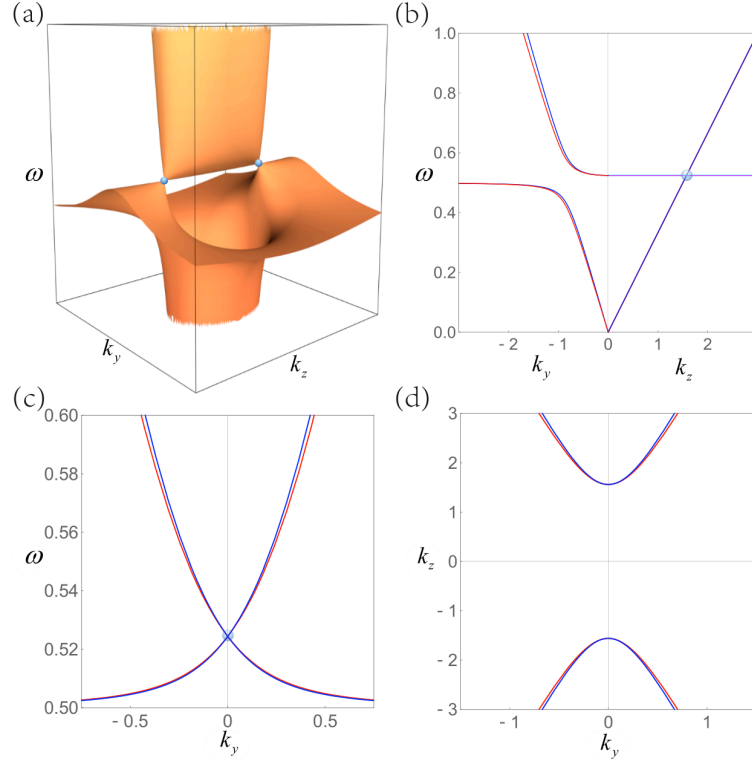 (a)
ω
k_y
k_z
(b)
1.0
0.8
0.6
ω
0.4
0.2
0.0
- 2 - 1 0 1 2
k_y k_z
(c)
0.60
0.58
0.56
ω
0.54
0.52
0.50
- 0.5 0 0.5
k_y
(d)
3
2
1
k_z 0
- 1
- 2
- 3
- 1 0 1
k_y